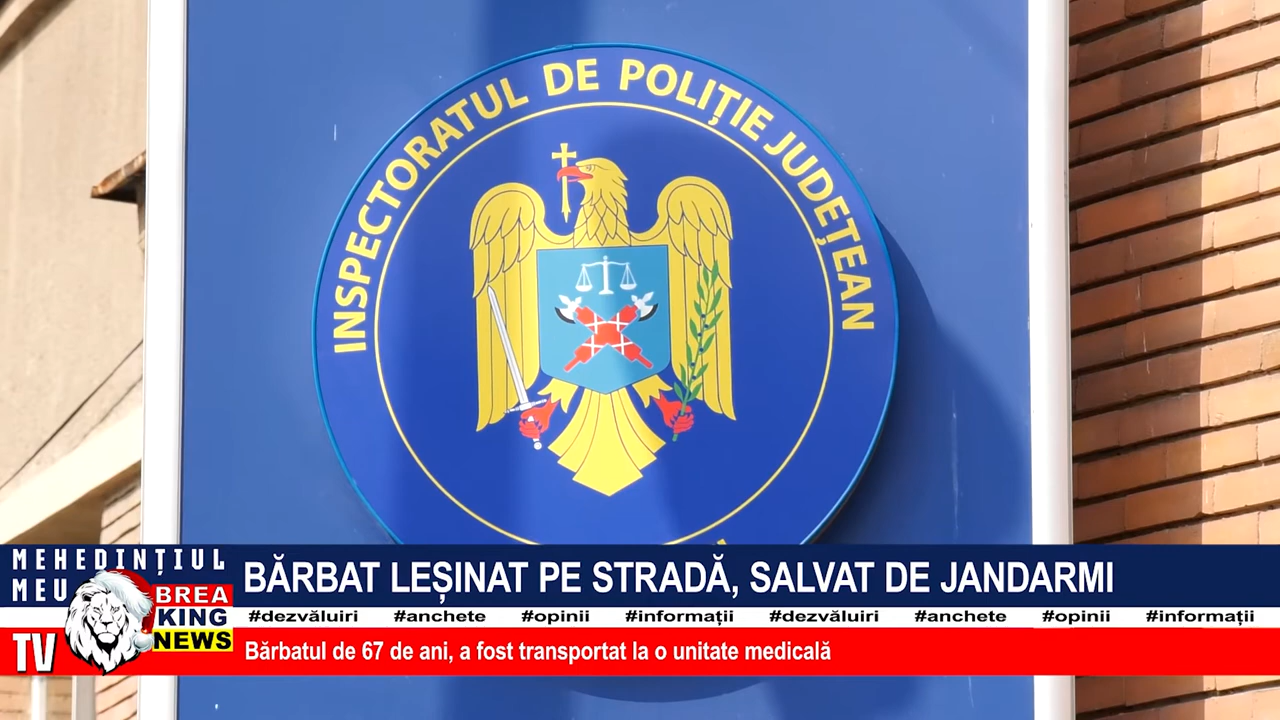 INSPECTORATUL DE POLIȚIE JUDEȚEAN
MEHEDINȚIUL
MEU
BREA
KING
NEWS
TV
BĂRBAT LEȘINAT PE STRADĂ, SALVAT DE JANDARMI
#dezvăluiri #anchete #opinii #informații #dezvăluiri #anchete #opinii #informații
Bărbatul de 67 de ani, a fost transportat la o unitate medicală